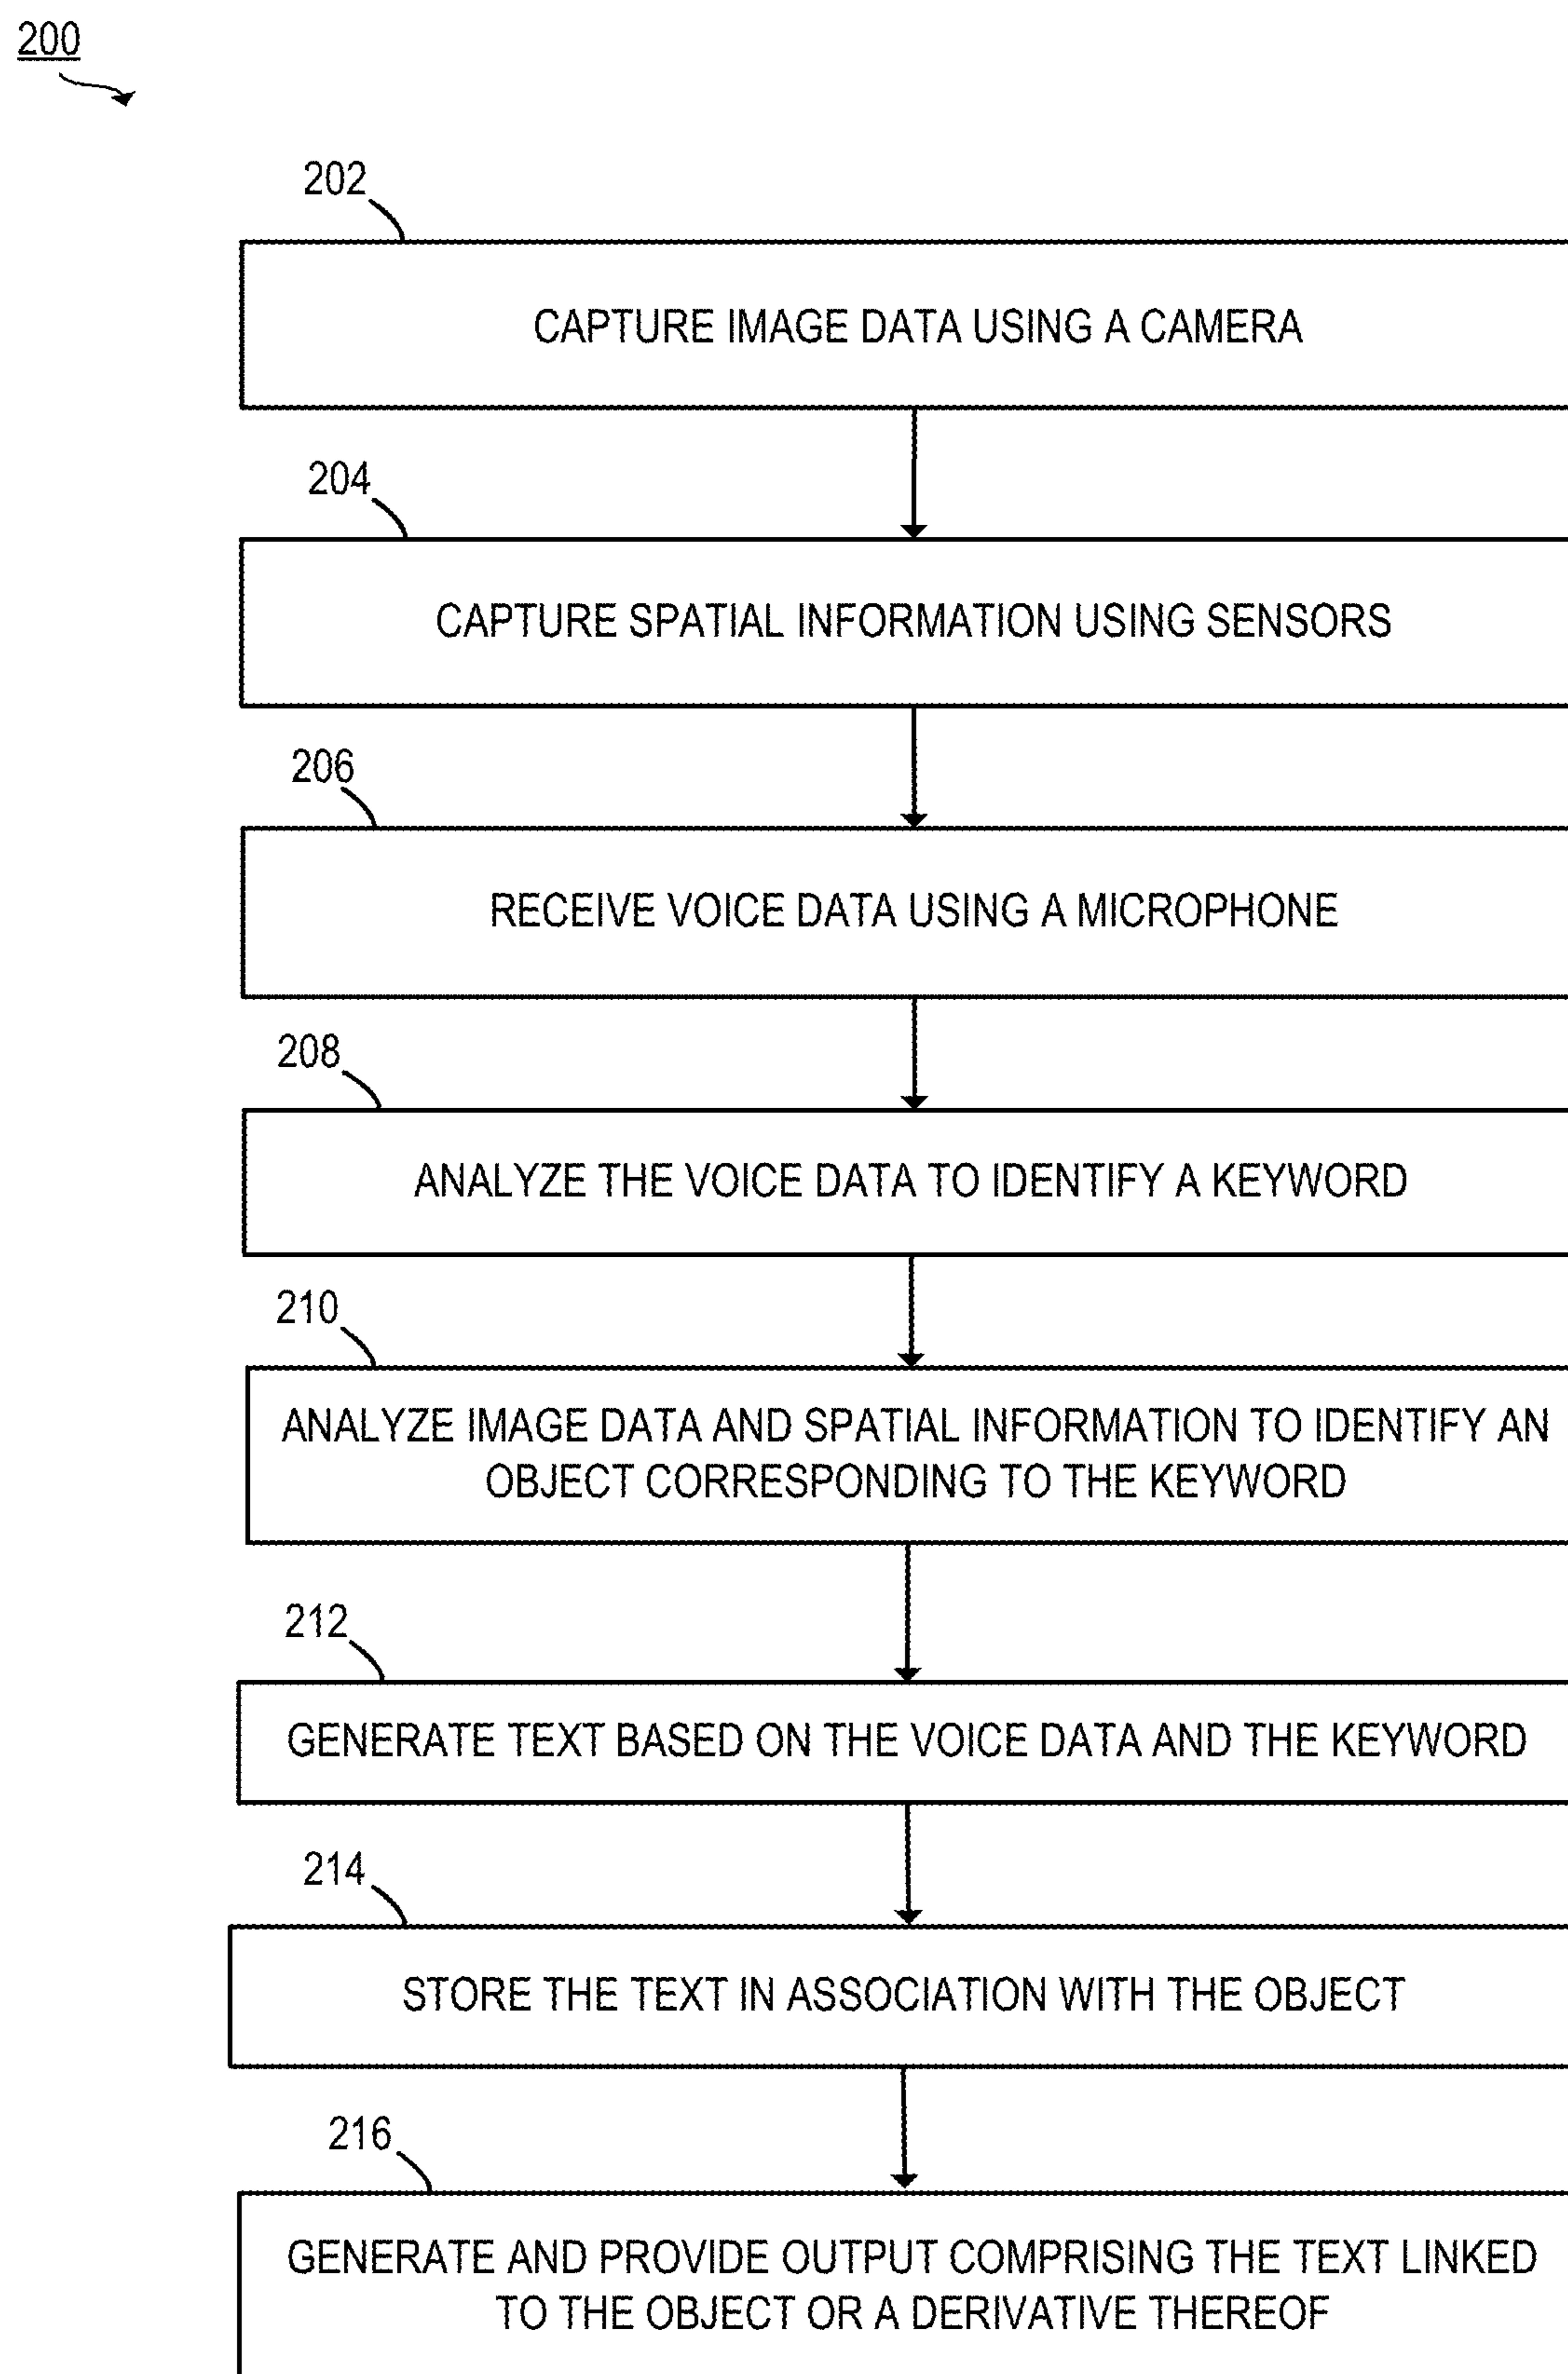 200
202
CAPTURE IMAGE DATA USING A CAMERA
204
CAPTURE SPATIAL INFORMATION USING SENSORS
206
RECEIVE VOICE DATA USING A MICROPHONE
208
ANALYZE THE VOICE DATA TO IDENTIFY A KEYWORD
210
ANALYZE IMAGE DATA AND SPATIAL INFORMATION TO IDENTIFY AN
OBJECT CORRESPONDING TO THE KEYWORD
212
GENERATE TEXT BASED ON THE VOICE DATA AND THE KEYWORD
214
STORE THE TEXT IN ASSOCIATION WITH THE OBJECT
216
GENERATE AND PROVIDE OUTPUT COMPRISING THE TEXT LINKED
TO THE OBJECT OR A DERIVATIVE THEREOF